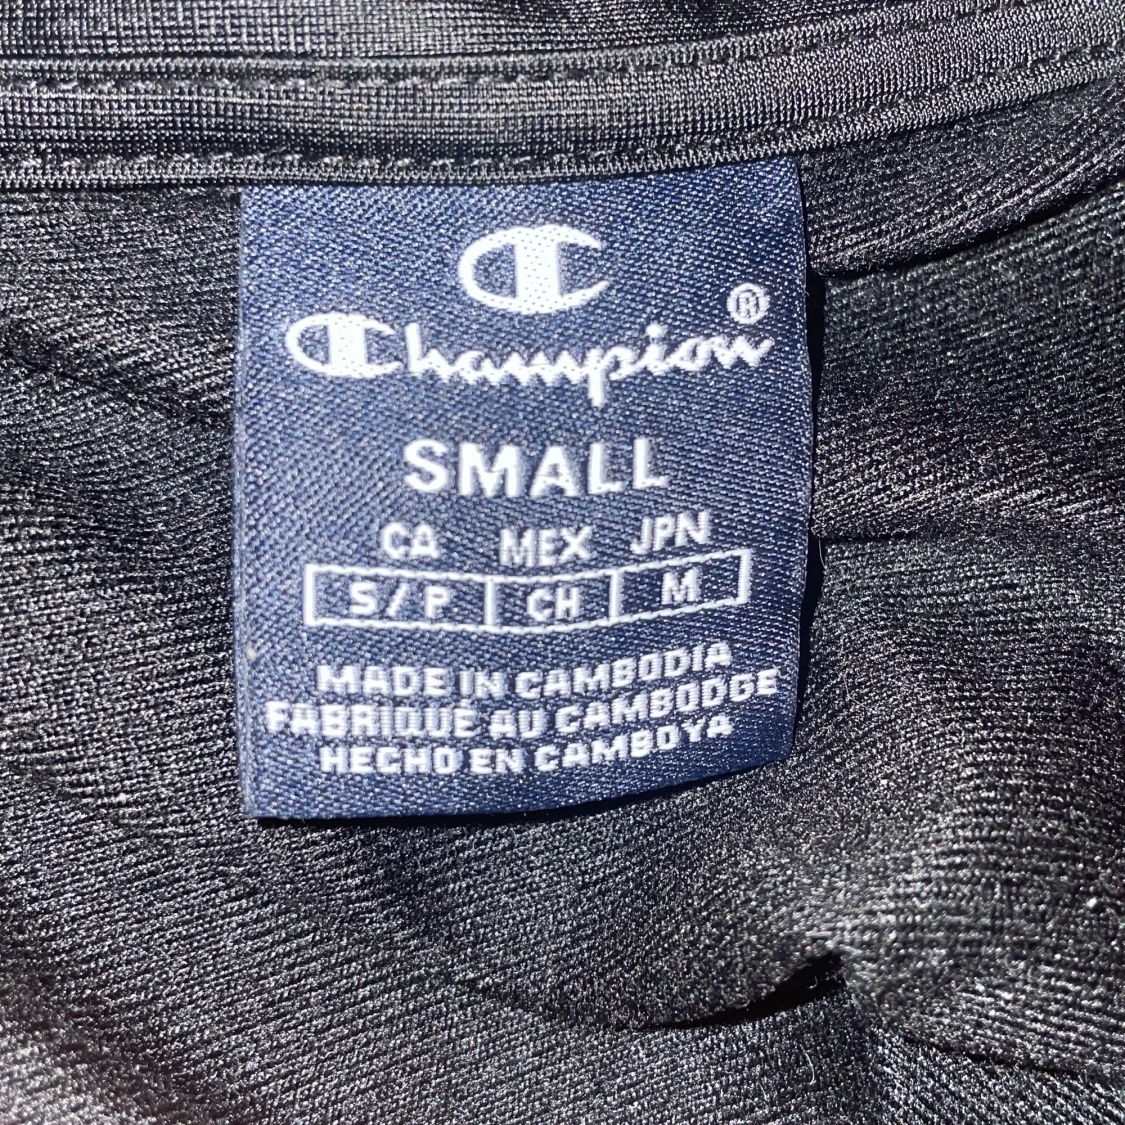 Champion®
SMALL
CA MEX JPN
S/P CH M
MADE IN CAMBODIA
FABRIQUÉ AU CAMBODGE
HECHO EN CAMBOYA